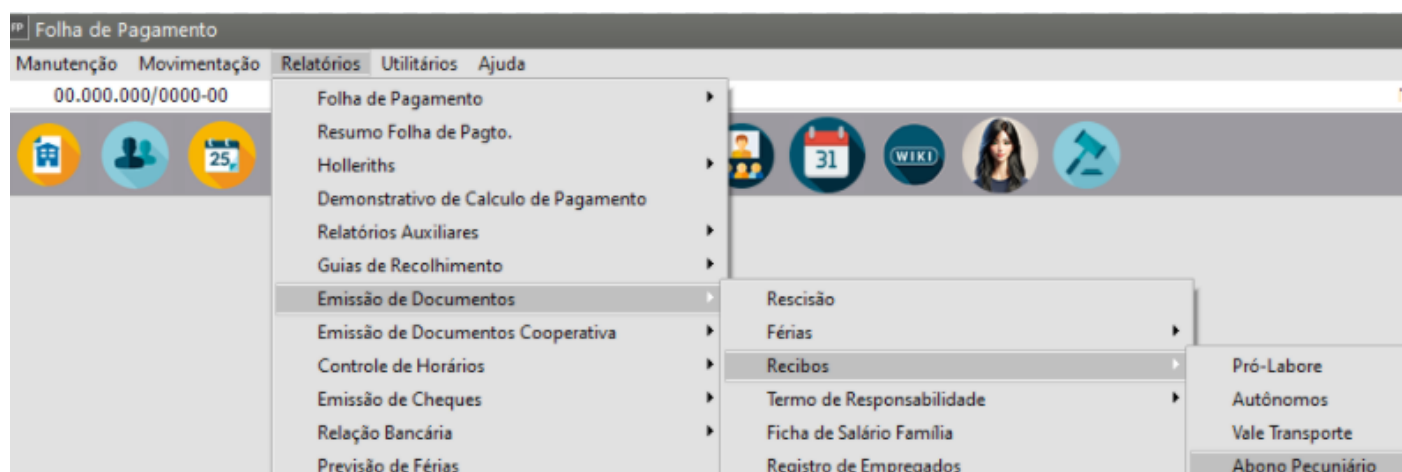 FP Folha de Pagamento
Manutenção Movimentação Relatórios Utilitários Ajuda
00.000.000/0000-00
25
31
WIKI
Folha de Pagamento
Resumo Folha de Pagto.
Holleriths
Demonstrativo de Calculo de Pagamento
Relatórios Auxiliares
Guias de Recolhimento
Emissão de Documentos
Emissão de Documentos Cooperativa
Controle de Horários
Emissão de Cheques
Relação Bancária
Previsão de Férias
Rescisão
Férias
Recibos
Termo de Responsabilidade
Ficha de Salário Família
Registro de Empregados
Pró-Labore
Autônomos
Vale Transporte
Abono Pecuniário